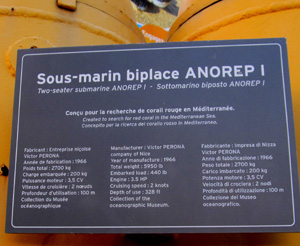 Sous-marin biplace ANOREP I
Two-seater submarine ANOREP I - Sottomarino biposto ANOREP I
Conçu pour la recherche de corail rouge en Méditerranée.
Created to search for red coral in the Mediterranean Sea.
Concepito per la ricerca del corallo rosso in Mediterraneo.
Fabricant : Entreprise niçoise
Victor PERONA
Année de fabrication : 1966
Poids total : 2700 kg
Charge embarquée : 200 kg
Puissance moteur : 3,5 CV
Vitesse de croisière : 2 nœuds
Profondeur d'utilisation : 100 m
Collection du Musée
océanographique
Manufacturer : Victor PERONA
company of Nice
Year of manufacture : 1966
Total weight : 5950 lb
Embarked load : 440 lb
Engine : 3.5 HP
Cruising speed : 2 knots
Depth of use : 328 ft
Collection of the
Oceanographic Museum.
Fabbricante : Impresa di Nizza
Victor PERONA
Anno di fabbricazione : 1966
Peso totale : 2700 kg
Carico imbarcato : 200 kg
Potenza motore : 3,5 CV
Velocità di crociera : 2 nodi
Profondità di utilizzo : 100 m
Collezione del Museo
oceanografico.